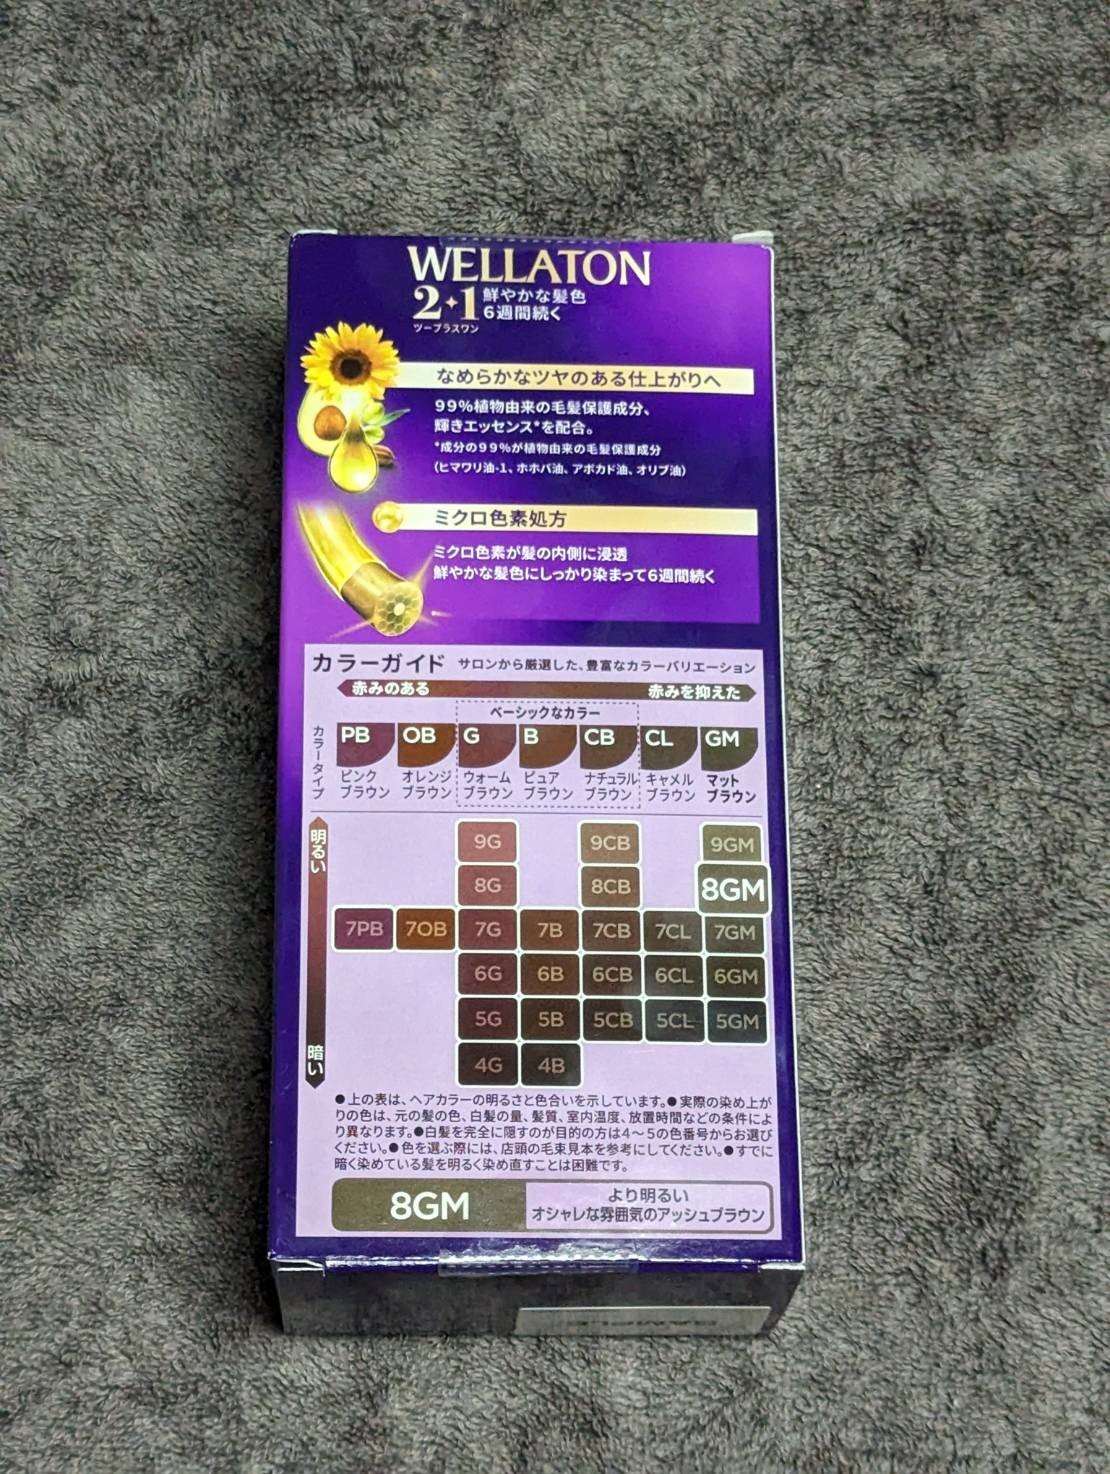 WELLATON
2+1 鮮やかな髪色
ツープラスワン 6週間続く
なめらかなツヤのある仕上がりへ
99%植物由来の毛髪保護成分、
輝きエッセンス*を配合。
*成分の99%が植物由来の毛髪保護成分
(ヒマワリ油-1、ホホバ油、アボカド油、オリブ油)
ミクロ色素処方
ミクロ色素が髪の内側に浸透
鮮やかな髪色にしっかり染まって6週間続く
カラーガイド サロンから厳選した、豊富なカラーバリエーション
赤みのある 赤みを抑えた
ベーシックなカラー
カラータイプ
PB OB G B CB CL GM
ピンク オレンジ ウォーム ピュア ナチュラル キャメル マット
ブラウン ブラウン ブラウン ブラウン ブラウン ブラウン ブラウン
明るい
9G 9CB 9GM
8G 8CB 8GM
7PB 7OB 7G 7B 7CB 7CL 7GM
6G 6B 6CB 6CL 6GM
5G 5B 5CB 5CL 5GM
4G 4B
暗い
●上の表は、ヘアカラーの明るさと色合いを示しています。●実際の染め上が
りの色は、元の髪の色、白髪の量、髪質、室内温度、放置時間などの条件によ
り異なります。●白髪を完全に隠すのが目的の方は4〜5の色番号からお選び
ください。●色を選ぶ際には、店頭の毛束見本を参考にしてください。●すでに
暗く染めている髪を明るく染め直すことは困難です。
8GM
より明るい
オシャレな雰囲気のアッシュブラウン